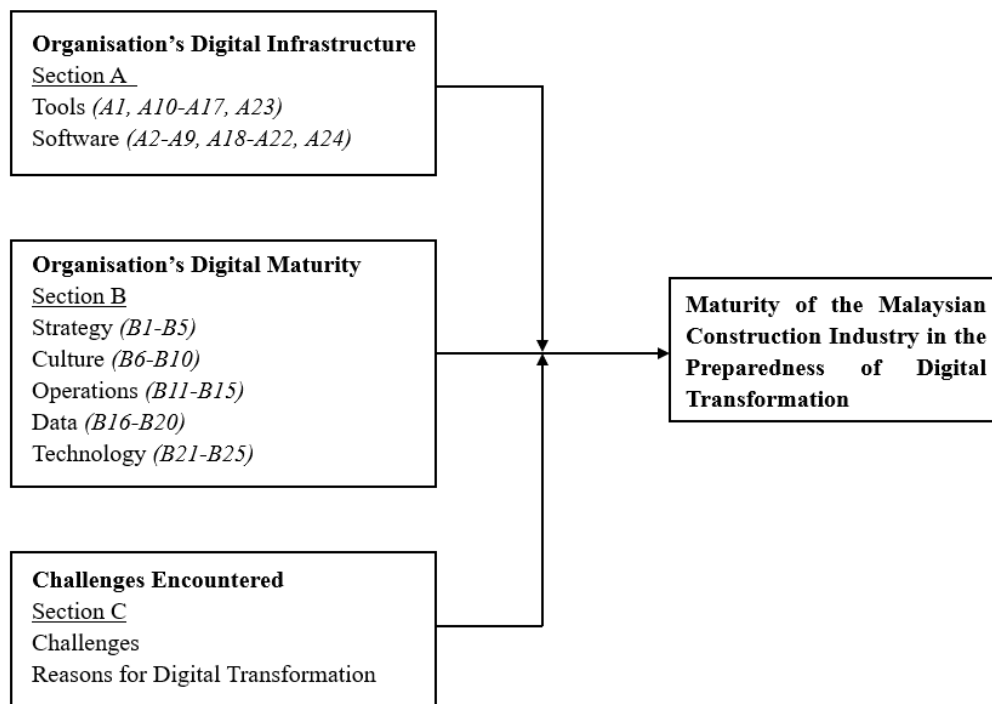 Organisation’s Digital Infrastructure
Section A
Tools (A1, A10-A17, A23)
Software (A2-A9, A18-A22, A24)
Organisation’s Digital Maturity
Section B
Strategy (B1-B5)
Culture (B6-B10)
Operations (B11-B15)
Data (B16-B20)
Technology (B21-B25)
Challenges Encountered
Section C
Challenges
Reasons for Digital Transformation
Maturity of the Malaysian
Construction Industry in the
Preparedness of Digital
Transformation